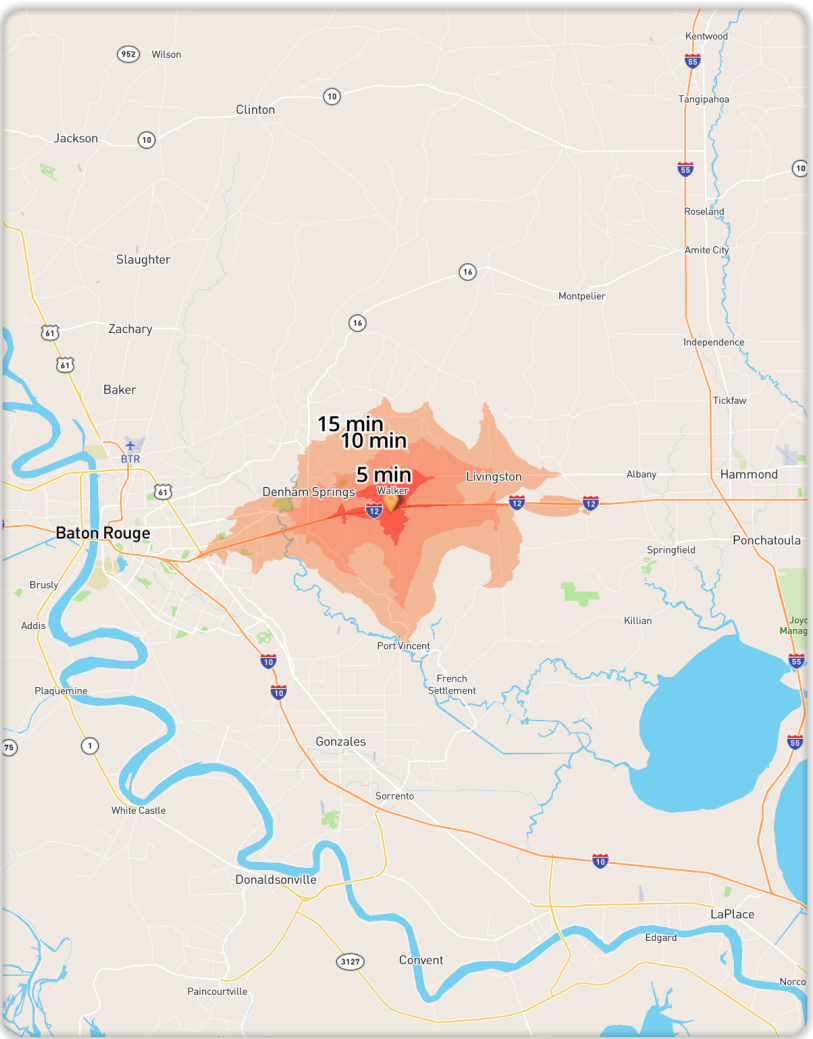 Kentwood
952 Wilson
55
Tangipahoa
10
Clinton
Jackson
10
55
10
Roseland
Amite City
Slaughter
16
Montpelier
Zachary
16
61
Independence
61
Baker
Tickfaw
15 min
10 min
BTR
5 min
Livingston
Albany
Hammond
61
Denham Springs
Walker
12
12
12
Baton Rouge
Ponchatoula
Springfield
Brusly
Addis
Killian
Joyc
Manag
Port Vincent
10
55
French
Settlement
Plaquemine
10
75
1
Gonzales
55
Sorrento
White Castle
10
Donaldsonville
LaPlace
Edgard
3127
Convent
Norco
Paincourtville